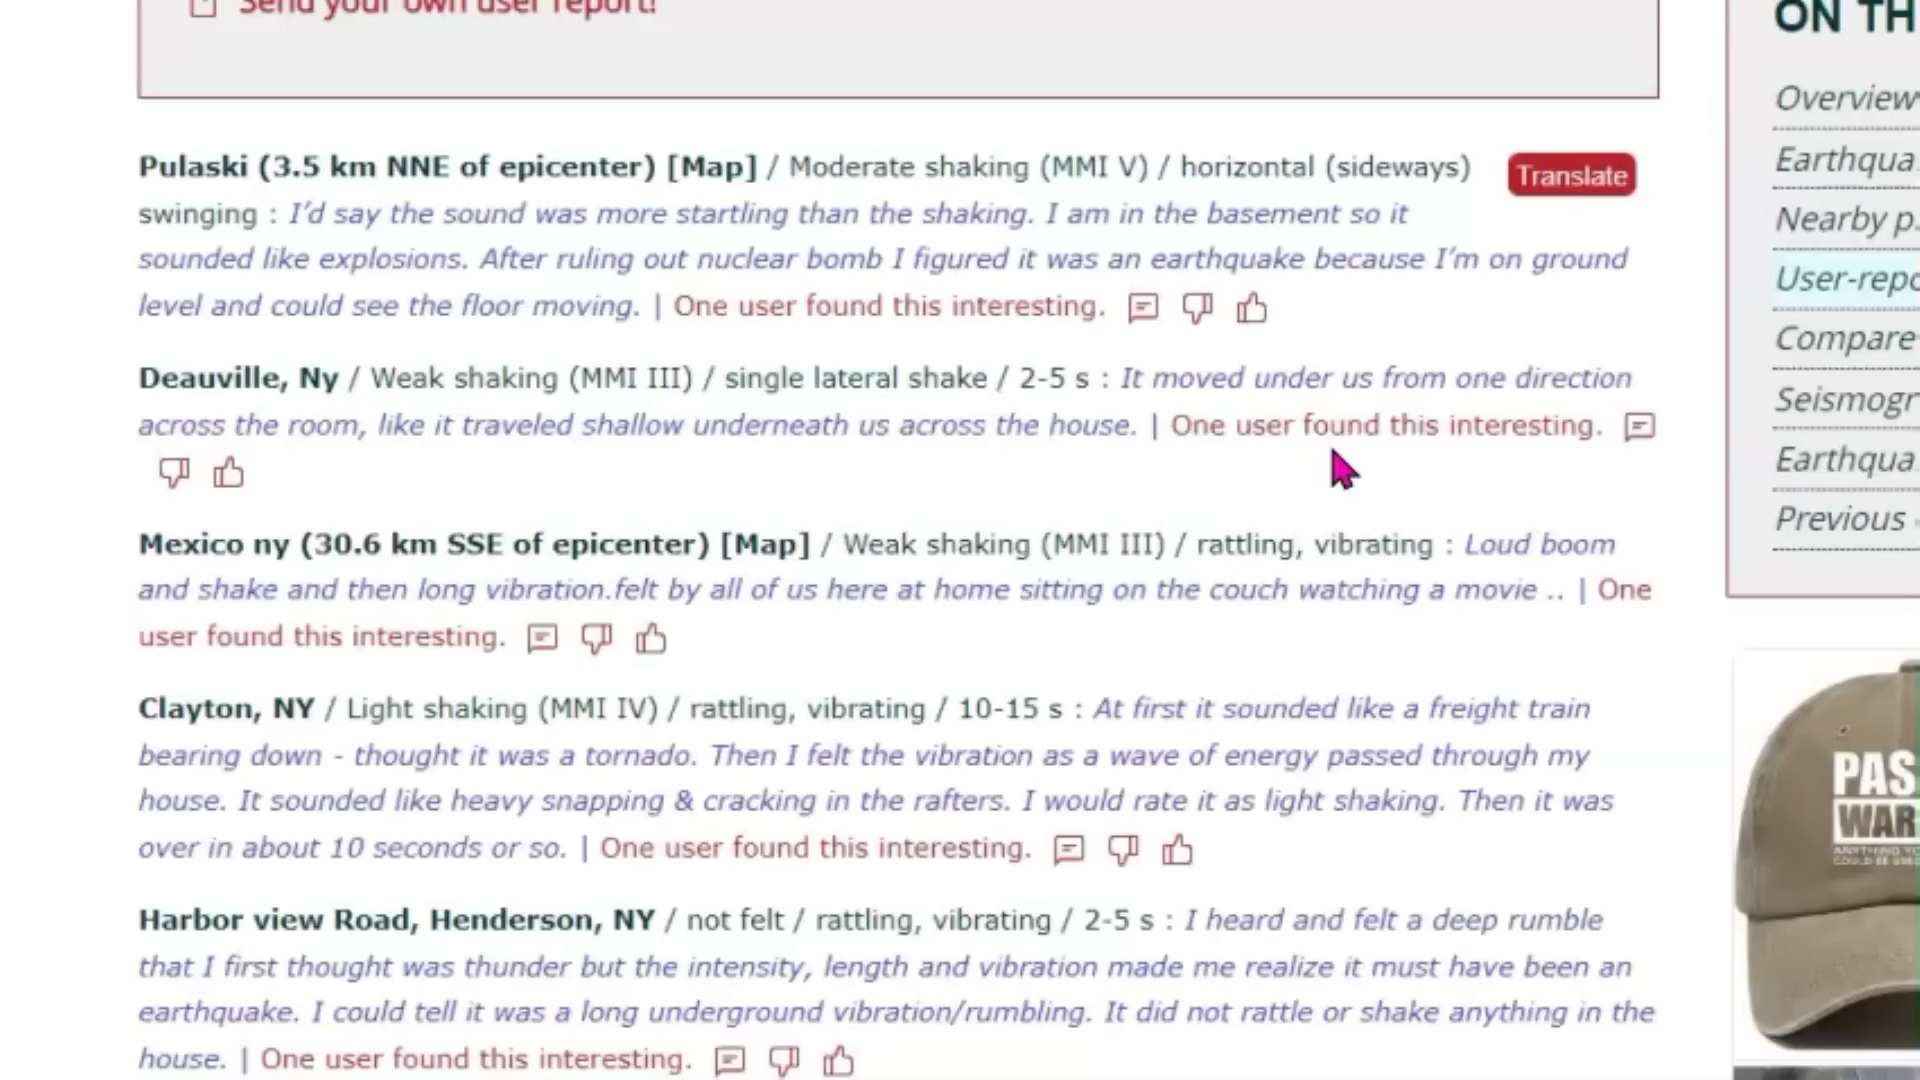 Send your own user report!
Pulaski (3.5 km NNE of epicenter) [Map] / Moderate shaking (MMI V) / horizontal (sideways)
Translate
swinging : I'd say the sound was more startling than the shaking. I am in the basement so it
sounded like explosions. After ruling out nuclear bomb I figured it was an earthquake because I'm on ground
level and could see the floor moving. | One user found this interesting.
Deauville, Ny / Weak shaking (MMI III) / single lateral shake / 2-5 s : It moved under us from one direction
across the room, like it traveled shallow underneath us across the house. | One user found this interesting.
Mexico ny (30.6 km SSE of epicenter) [Map] / Weak shaking (MMI III) / rattling, vibrating : Loud boom
and shake and then long vibration.felt by all of us here at home sitting on the couch watching a movie .. | One
user found this interesting.
Clayton, NY / Light shaking (MMI IV) / rattling, vibrating / 10-15 s : At first it sounded like a freight train
bearing down - thought it was a tornado. Then I felt the vibration as a wave of energy passed through my
house. It sounded like heavy snapping & cracking in the rafters. I would rate it as light shaking. Then it was
over in about 10 seconds or so. | One user found this interesting.
Harbor view Road, Henderson, NY / not felt / rattling, vibrating / 2-5 s : I heard and felt a deep rumble
that I first thought was thunder but the intensity, length and vibration made me realize it must have been an
earthquake. I could tell it was a long underground vibration/rumbling. It did not rattle or shake anything in the
house. | One user found this interesting.
ON TH
Overview
Earthqua
Nearby p
User-repo
Compare
Seismogr
Earthqua
Previous
PAS
WAR